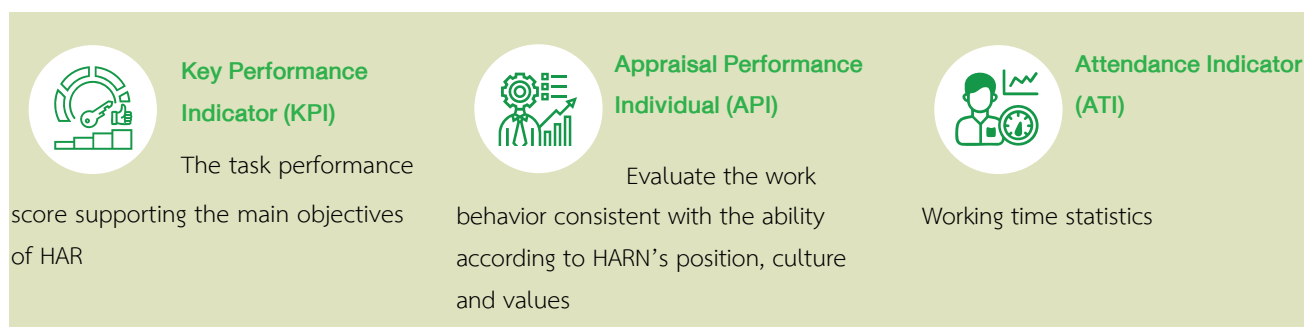 Key Performance
Indicator (KPI)
The task performance
score supporting the main objectives
of HAR
Appraisal Performance
Individual (API)
Evaluate the work
behavior consistent with the ability
according to HARN’s position, culture
and values
Attendance Indicator
(ATI)
Working time statistics